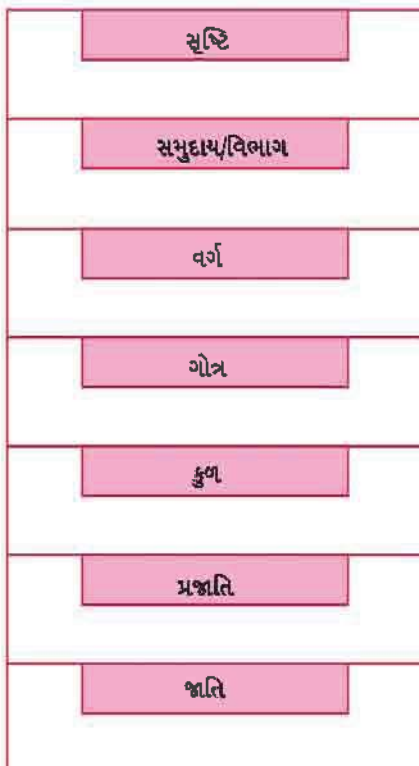 સૃષ્ટિ
સમુદાય/વિભાગ
વર્ગ
ગોત્ર
કુળ
પ્રજાતિ
જાતિ